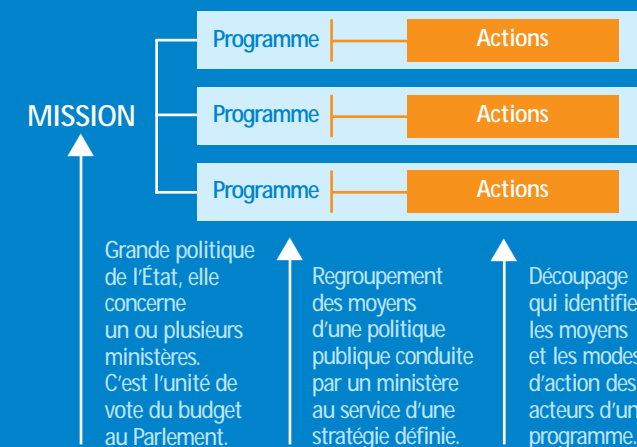 Programme Actions
MISSION Programme Actions
Programme Actions
Grande politique
de l'État, elle
concerne
un ou plusieurs
ministères.
C'est l'unité de
vote du budget
au Parlement.
Regroupement
des moyens
d'une politique
publique conduite
par un ministère
au service d'une
stratégie définie.
Découpage
qui identifie
les moyens
et les modes
d'action des
acteurs d'un
programme.